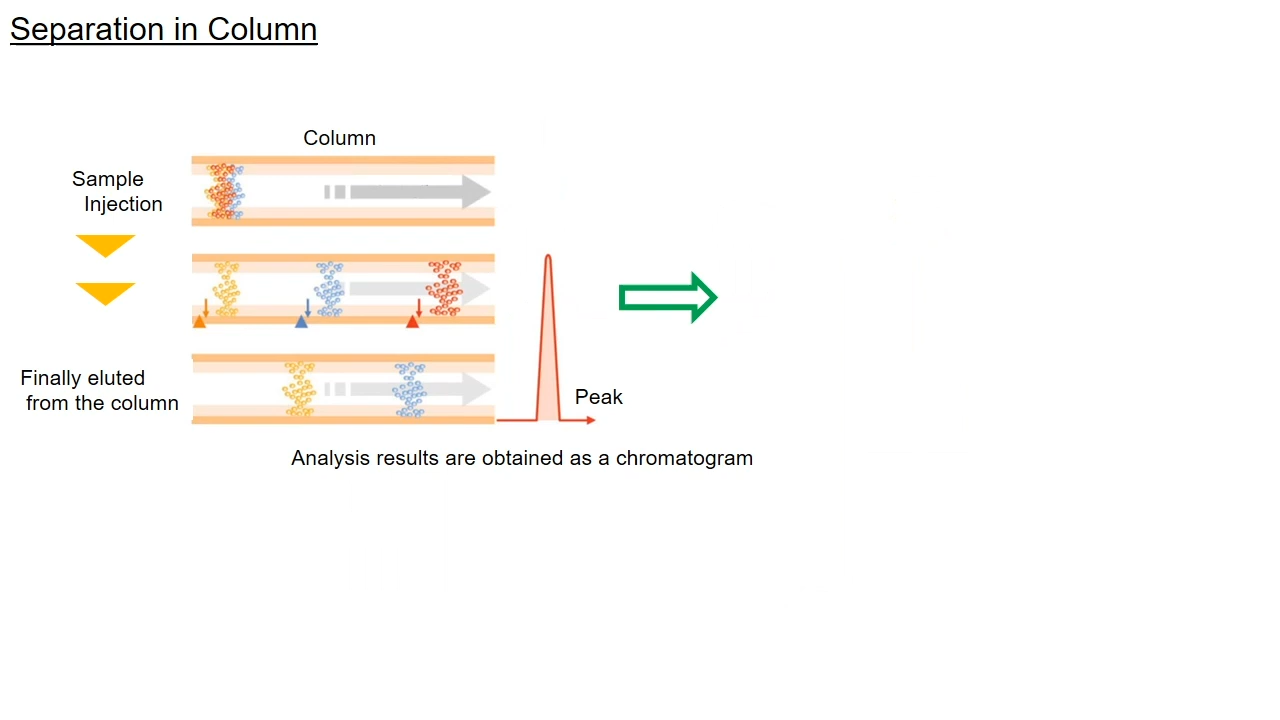 Separation in Column
Column
Sample
Injection
Finally eluted
from the column
Peak
Analysis results are obtained as a chromatogram